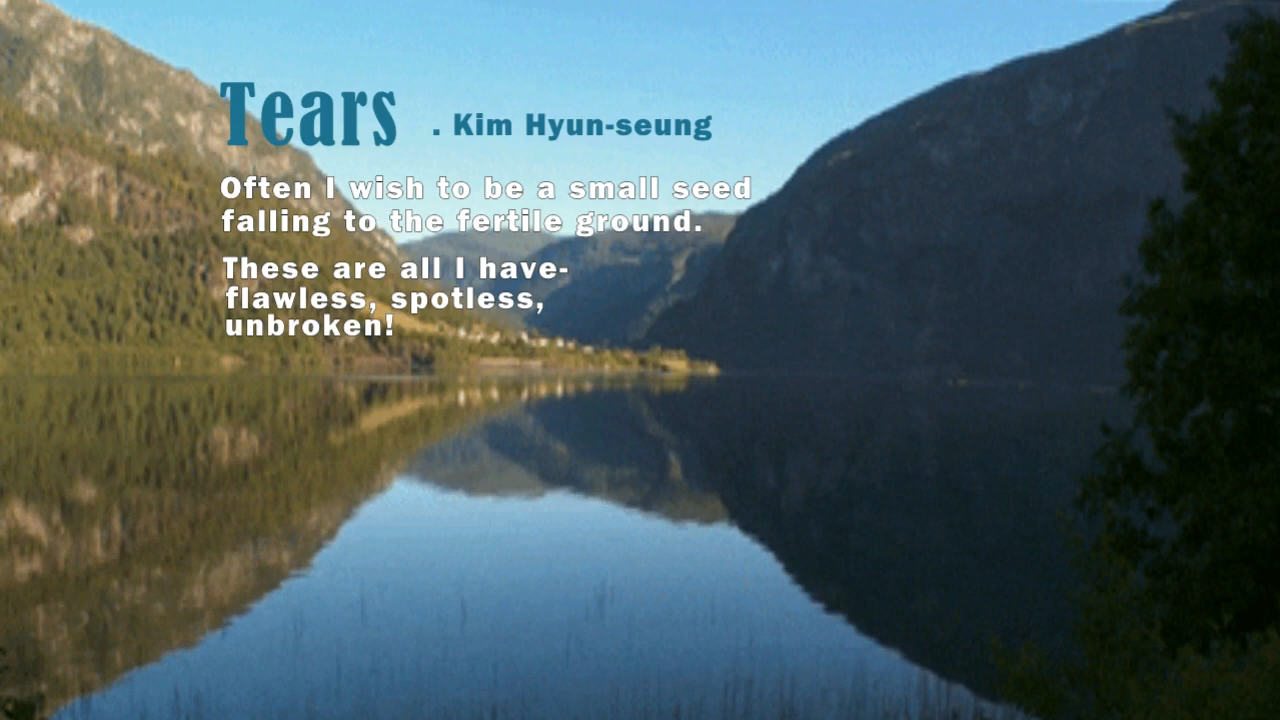 Tears . Kim Hyun-seung
Often I wish to be a small seed
falling to the fertile ground.
These are all I have-
flawless, spotless,
unbroken!